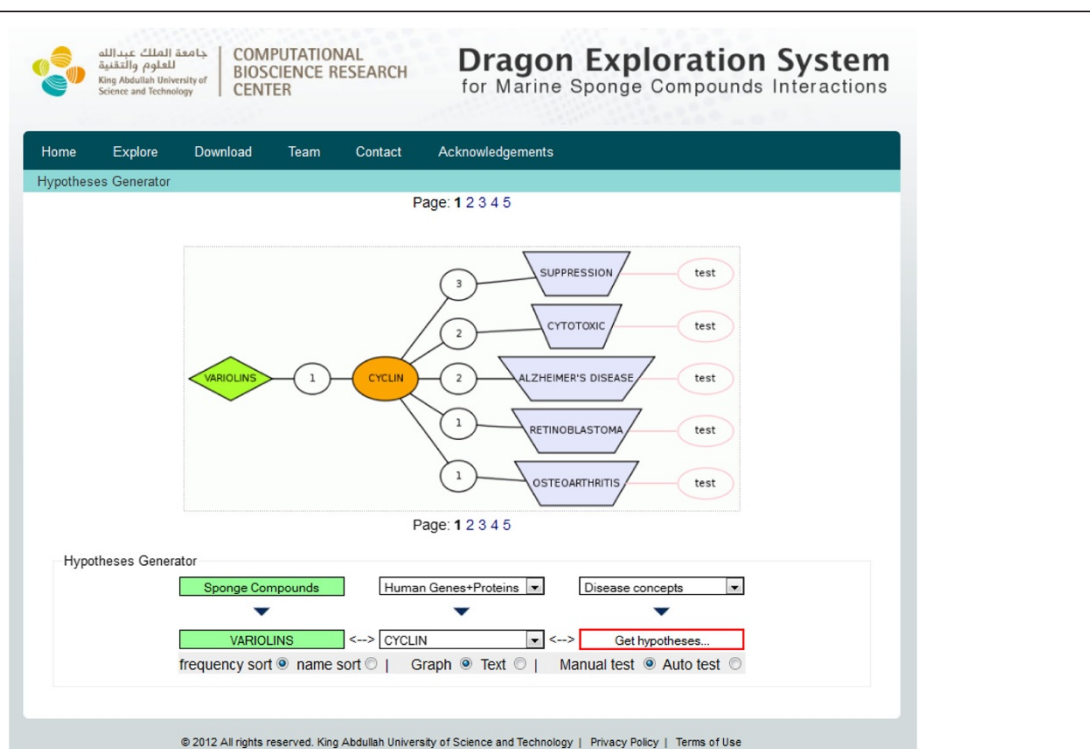 جامعة الملك عبدالله
للعلوم والتقنية
King Abdullah University of
Science and Technology
COMPUTATIONAL
BIOSCIENCE RESEARCH
CENTER
Dragon Exploration System
for Marine Sponge Compounds Interactions
Home Explore Download Team Contact Acknowledgements
Hypotheses Generator
Page: 1 2 3 4 5
3 SUPPRESSION test
2 CYTOTOXIC test
VARIOLINS 1 CYCLIN 2 ALZHEIMER'S DISEASE test
1 RETINOBLASTOMA test
1 OSTEOARTHRITIS test
Page: 1 2 3 4 5
Hypotheses Generator
Sponge Compounds Human Genes+Proteins Disease concepts
VARIOLINS <--> CYCLIN <--> Get hypotheses...
frequency sort name sort | Graph Text | Manual test Auto test
© 2012 All rights reserved. King Abdullah University of Science and Technology | Privacy Policy | Terms of Use